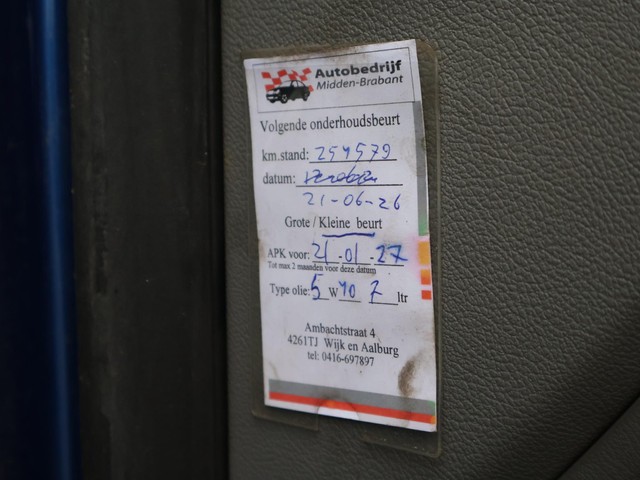 Autobedrijf
Midden-Brabant
Volgende onderhoudsbeurt
km.stand: 254579
datum:
21-06-26
Grote / Kleine beurt
APK voor: 21-01-27
Tot max 2 maanden voor deze datum
Type olie: 5 W 40 7 ltr
Ambachtstraat 4
4261TJ Wijk en Aalburg
tel: 0416-697897